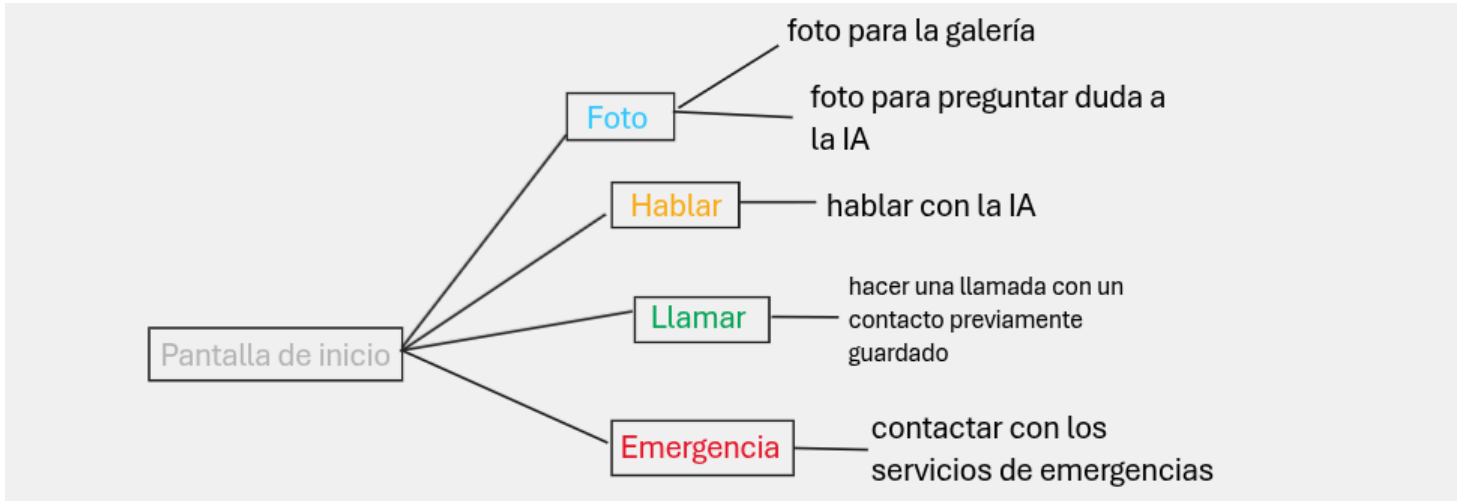 foto para la galería
Foto
foto para preguntar duda a
la IA
Hablar
hablar con la IA
Llamar
hacer una llamada con un
contacto previamente
guardado
Pantalla de inicio
Emergencia
contactar con los
servicios de emergencias